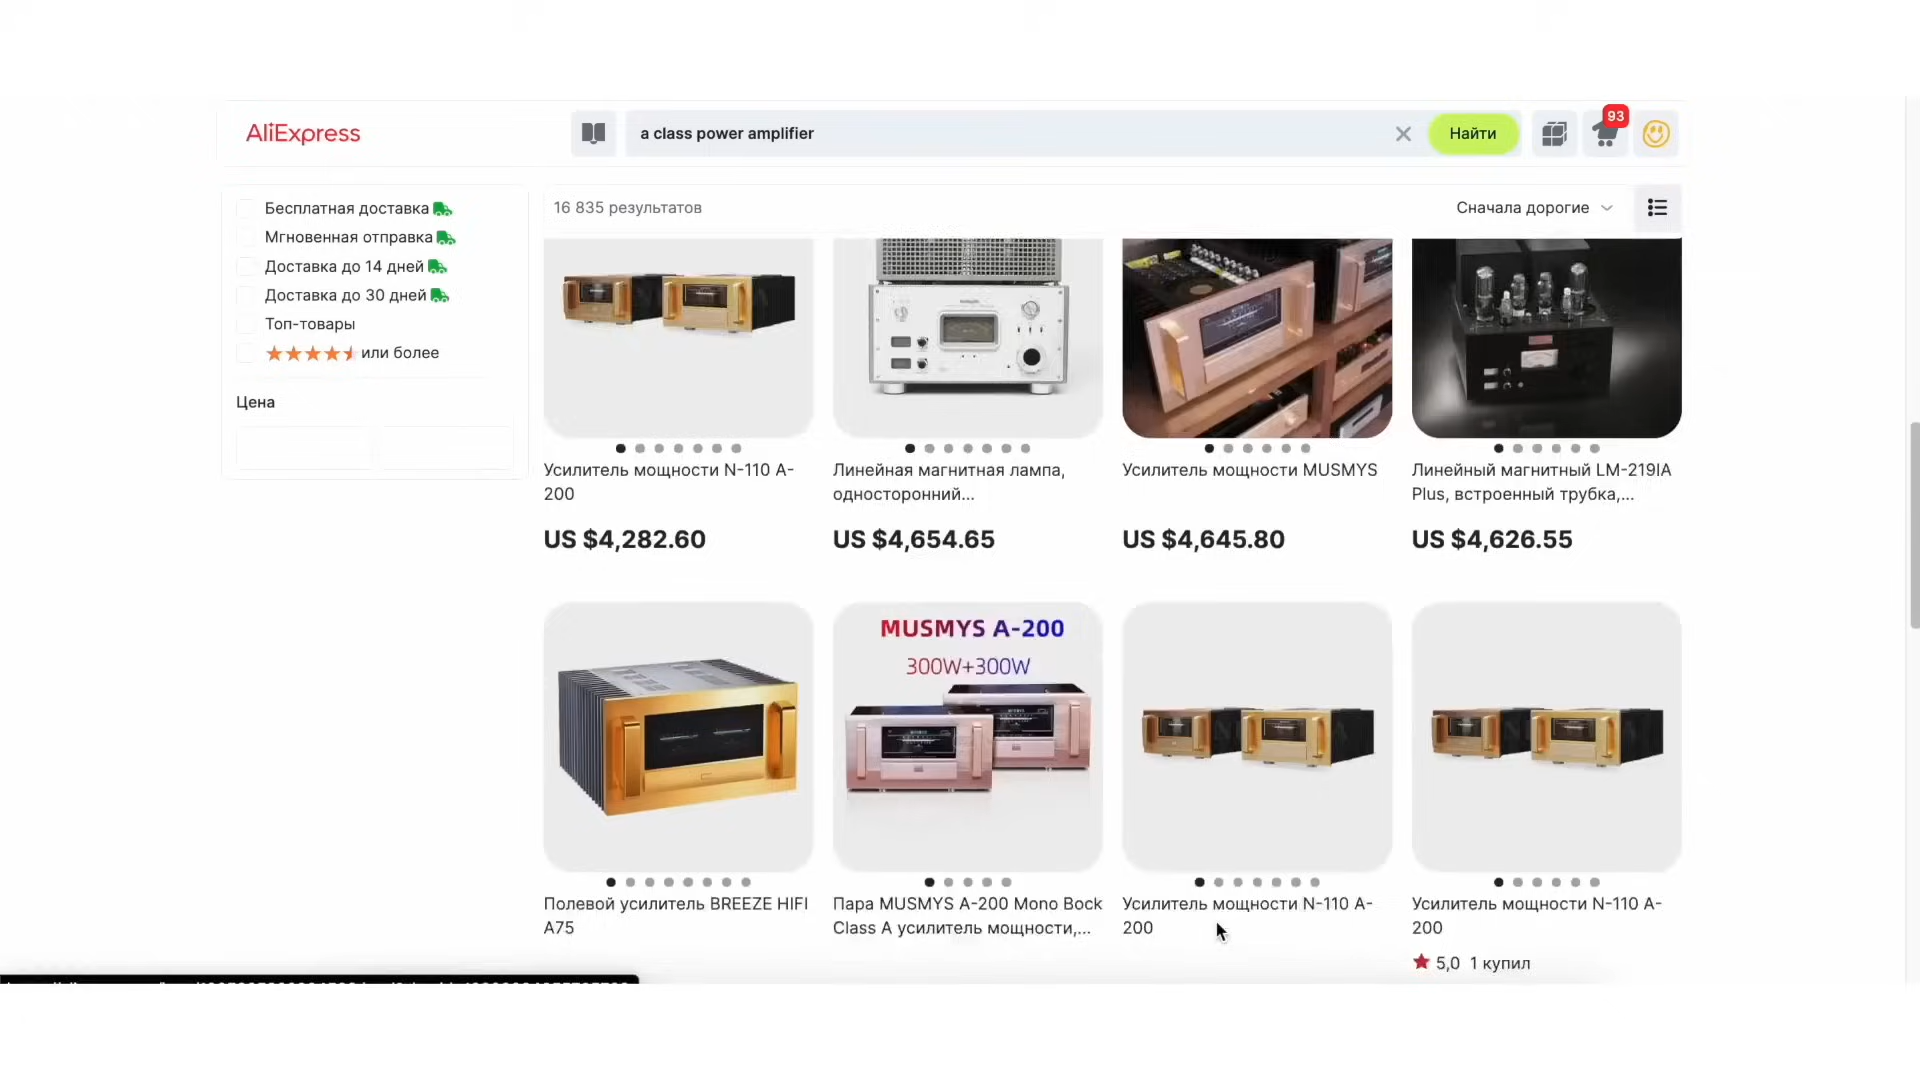 AliExpress
a class power amplifier
Найти
93
Бесплатная доставка
Мгновенная отправка
Доставка до 14 дней
Доставка до 30 дней
Топ-товары
или более
Цена
16 835 результатов
Сначала дорогие
Усилитель мощности N-110 A-
200
US $4,282.60
Линейная магнитная лампа,
односторонний...
US $4,654.65
Усилитель мощности MUSMYS
US $4,645.80
Линейный магнитный LM-219IA
Plus, встроенный трубка,...
US $4,626.55
Полевой усилитель BREEZE HIFI
A75
MUSMYS A-200
300W+300W
Пара MUSMYS A-200 Mono Bock
Class A усилитель мощности,...
Усилитель мощности N-110 A-
200
Усилитель мощности N-110 A-
200
5,0 1 купил